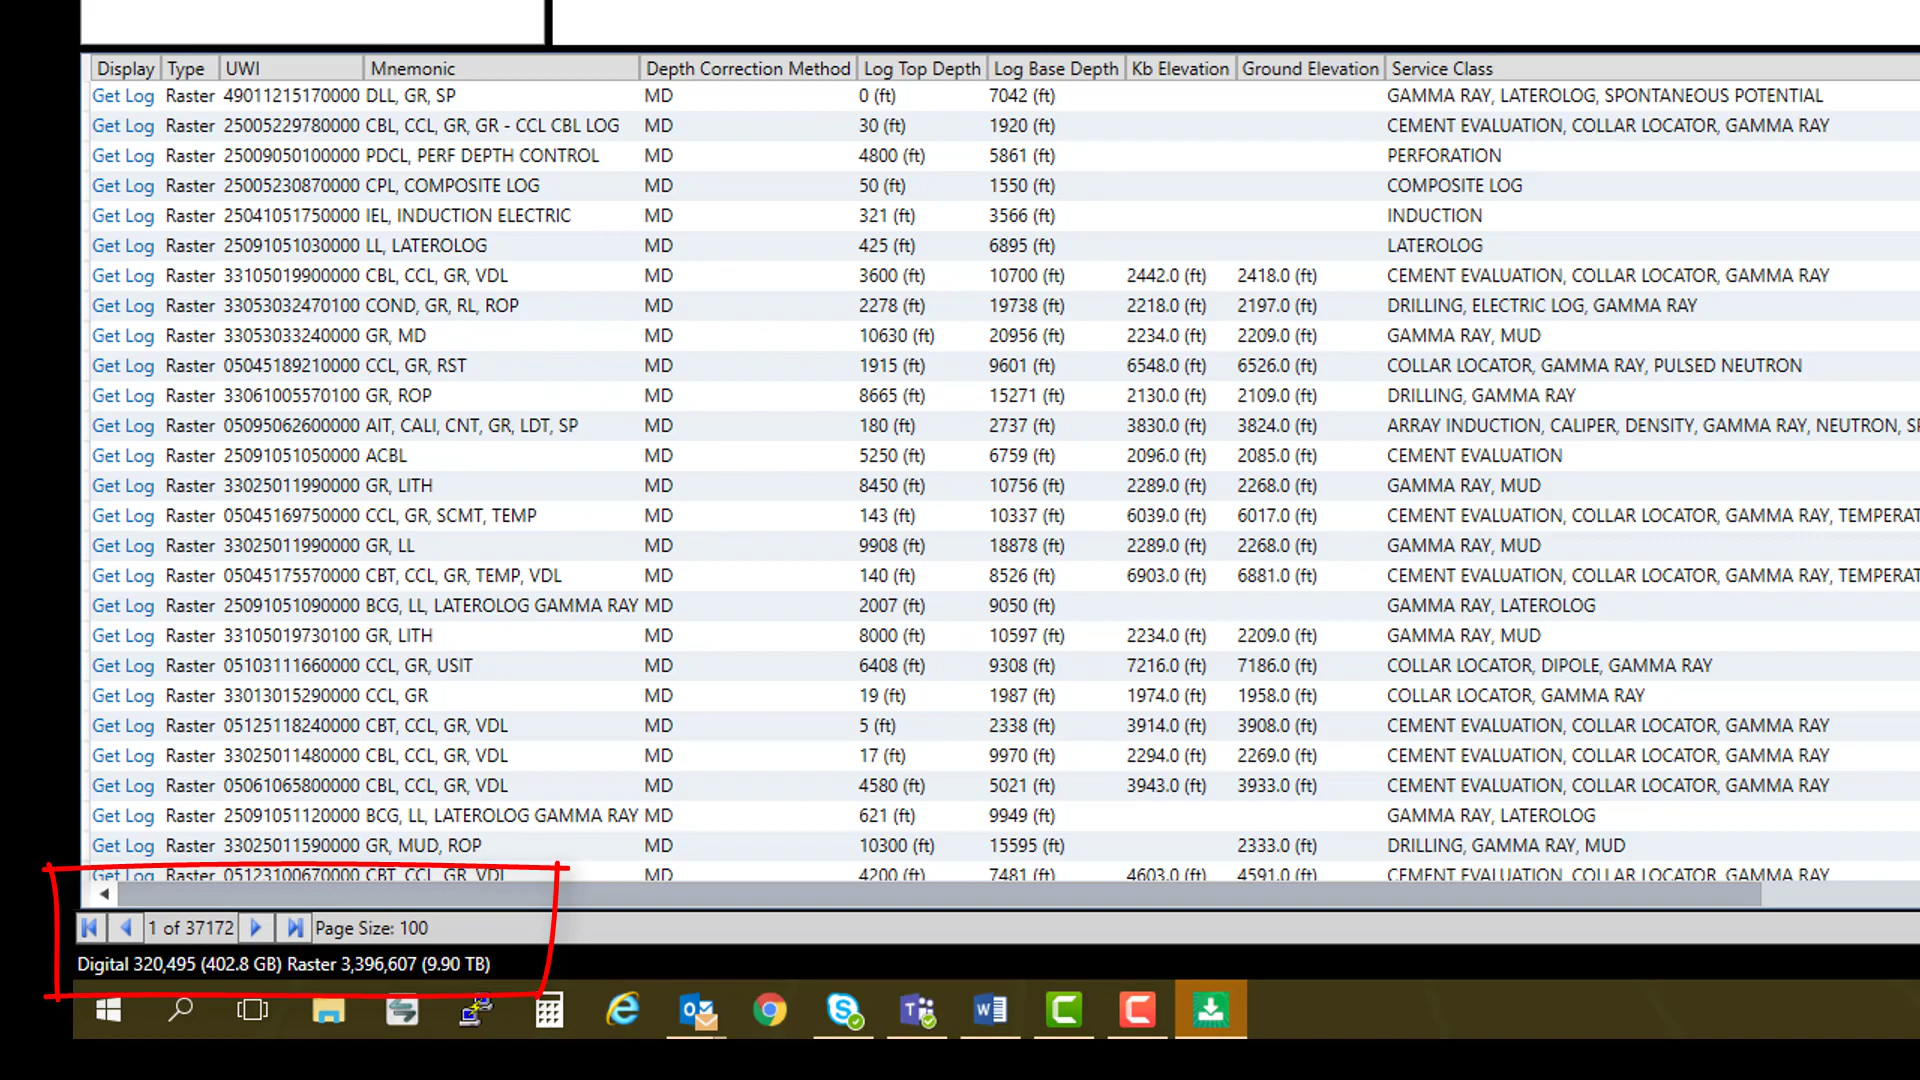 Display Type UWI Mnemonic Depth Correction Method Log Top Depth Log Base Depth Kb Elevation Ground Elevation Service Class
Get Log Raster 49011215170000 DLL, GR, SP MD 0 (ft) 7042 (ft) GAMMA RAY, LATEROLOG, SPONTANEOUS POTENTIAL
Get Log Raster 25005229780000 CBL, CCL, GR, GR - CCL CBL LOG MD 30 (ft) 1920 (ft) CEMENT EVALUATION, COLLAR LOCATOR, GAMMA RAY
Get Log Raster 25009050100000 PDCL, PERF DEPTH CONTROL MD 4800 (ft) 5861 (ft) PERFORATION
Get Log Raster 25005230870000 CPL, COMPOSITE LOG MD 50 (ft) 1550 (ft) COMPOSITE LOG
Get Log Raster 25041051750000 IEL, INDUCTION ELECTRIC MD 321 (ft) 3566 (ft) INDUCTION
Get Log Raster 25091051030000 LL, LATEROLOG MD 425 (ft) 6895 (ft) LATEROLOG
Get Log Raster 33105019900000 CBL, CCL, GR, VDL MD 3600 (ft) 10700 (ft) 2442.0 (ft) 2418.0 (ft) CEMENT EVALUATION, COLLAR LOCATOR, GAMMA RAY
Get Log Raster 33053032470100 COND, GR, RL, ROP MD 2278 (ft) 19738 (ft) 2218.0 (ft) 2197.0 (ft) DRILLING, ELECTRIC LOG, GAMMA RAY
Get Log Raster 33053033240000 GR, MD MD 10630 (ft) 20956 (ft) 2234.0 (ft) 2209.0 (ft) GAMMA RAY, MUD
Get Log Raster 05045189210000 CCL, GR, RST MD 1915 (ft) 9601 (ft) 6548.0 (ft) 6526.0 (ft) COLLAR LOCATOR, GAMMA RAY, PULSED NEUTRON
Get Log Raster 33061005570100 GR, ROP MD 8665 (ft) 15271 (ft) 2130.0 (ft) 2109.0 (ft) DRILLING, GAMMA RAY
Get Log Raster 05095062600000 AIT, CALI, CNT, GR, LDT, SP MD 180 (ft) 2737 (ft) 3830.0 (ft) 3824.0 (ft) ARRAY INDUCTION, CALIPER, DENSITY, GAMMA RAY, NEUTRON, SP
Get Log Raster 25091051050000 ACBL MD 5250 (ft) 6759 (ft) 2096.0 (ft) 2085.0 (ft) CEMENT EVALUATION
Get Log Raster 33025011990000 GR, LITH MD 8450 (ft) 10756 (ft) 2289.0 (ft) 2268.0 (ft) GAMMA RAY, MUD
Get Log Raster 05045169750000 CCL, GR, SCMT, TEMP MD 143 (ft) 10337 (ft) 6039.0 (ft) 6017.0 (ft) CEMENT EVALUATION, COLLAR LOCATOR, GAMMA RAY, TEMPERAT
Get Log Raster 33025011990000 GR, LL MD 9908 (ft) 18878 (ft) 2289.0 (ft) 2268.0 (ft) GAMMA RAY, MUD
Get Log Raster 05045175570000 CBT, CCL, GR, TEMP, VDL MD 140 (ft) 8526 (ft) 6903.0 (ft) 6881.0 (ft) CEMENT EVALUATION, COLLAR LOCATOR, GAMMA RAY, TEMPERAT
Get Log Raster 25091051090000 BCG, LL, LATEROLOG GAMMA RAY MD 2007 (ft) 9050 (ft) GAMMA RAY, LATEROLOG
Get Log Raster 33105019730100 GR, LITH MD 8000 (ft) 10597 (ft) 2234.0 (ft) 2209.0 (ft) GAMMA RAY, MUD
Get Log Raster 05103111660000 CCL, GR, USIT MD 6408 (ft) 9308 (ft) 7216.0 (ft) 7186.0 (ft) COLLAR LOCATOR, DIPOLE, GAMMA RAY
Get Log Raster 33013015290000 CCL, GR MD 19 (ft) 1987 (ft) 1974.0 (ft) 1958.0 (ft) COLLAR LOCATOR, GAMMA RAY
Get Log Raster 05125118240000 CBT, CCL, GR, VDL MD 5 (ft) 2338 (ft) 3914.0 (ft) 3908.0 (ft) CEMENT EVALUATION, COLLAR LOCATOR, GAMMA RAY
Get Log Raster 33025011480000 CBL, CCL, GR, VDL MD 17 (ft) 9970 (ft) 2294.0 (ft) 2269.0 (ft) CEMENT EVALUATION, COLLAR LOCATOR, GAMMA RAY
Get Log Raster 05061065800000 CBL, CCL, GR, VDL MD 4580 (ft) 5021 (ft) 3943.0 (ft) 3933.0 (ft) CEMENT EVALUATION, COLLAR LOCATOR, GAMMA RAY
Get Log Raster 25091051120000 BCG, LL, LATEROLOG GAMMA RAY MD 621 (ft) 9949 (ft) GAMMA RAY, LATEROLOG
Get Log Raster 33025011590000 GR, MUD, ROP MD 10300 (ft) 15595 (ft) 2333.0 (ft) DRILLING, GAMMA RAY, MUD
Get Log Raster 05123100670000 CBT, CCL, GR, VDL MD 4200 (ft) 7481 (ft) 4603.0 (ft) 4591.0 (ft) CEMENT EVALUATION, COLLAR LOCATOR, GAMMA RAY
1 of 37172 Page Size: 100
Digital 320,495 (402.8 GB) Raster 3,396,607 (9.90 TB)